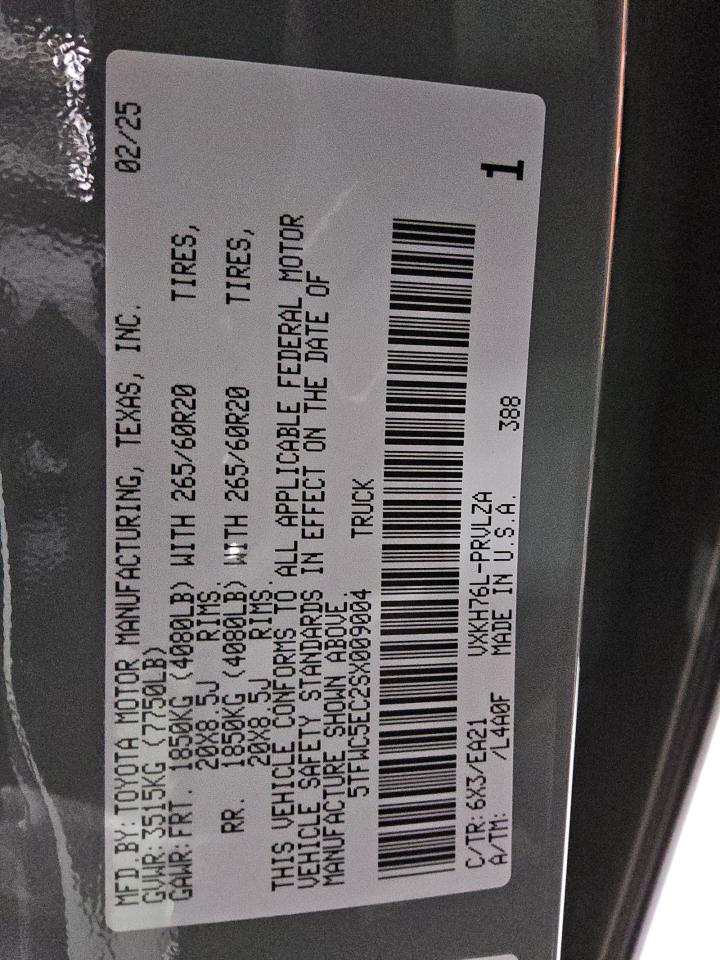 MFD.BY: TOYOTA MOTOR MANUFACTURING, TEXAS, INC. 02/25
GVWR: 3515KG (7750LB)
GAWR: FRT. 1850KG (4080LB) WITH 265/60R20 TIRES,
20X8.5J RIMS.
RR. 1850KG (4080LB) WITH 265/60R20 TIRES,
20X8.5J RIMS.
THIS VEHICLE CONFORMS TO ALL APPLICABLE FEDERAL MOTOR
VEHICLE SAFETY STANDARDS IN EFFECT ON THE DATE OF
MANUFACTURE SHOWN ABOVE.
5TFWC5EC2SX009004 TRUCK
C/TR: 6X3/EA21 VXKH76L-PRVLZA
A/TM: /L4A0F MADE IN U.S.A. 388
1